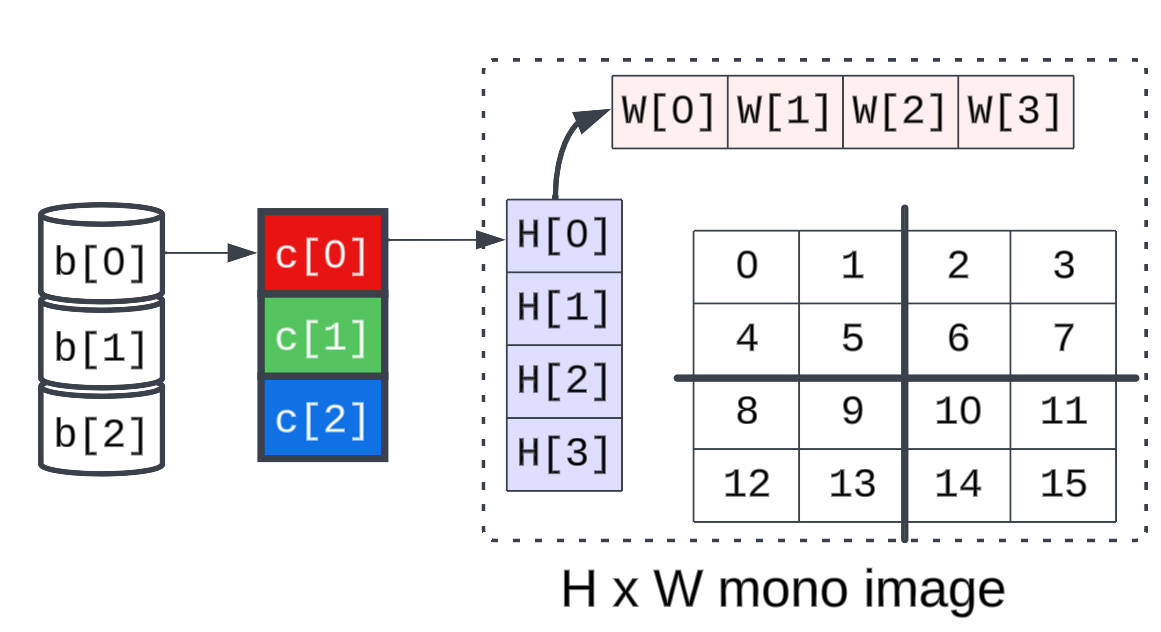 b[0]
b[1]
b[2]
c[0]
c[1]
c[2]
H[0]
H[1]
H[2]
H[3]
W[0] W[1] W[2] W[3]
0 1 2 3
4 5 6 7
8 9 10 11
12 13 14 15
H x W mono image